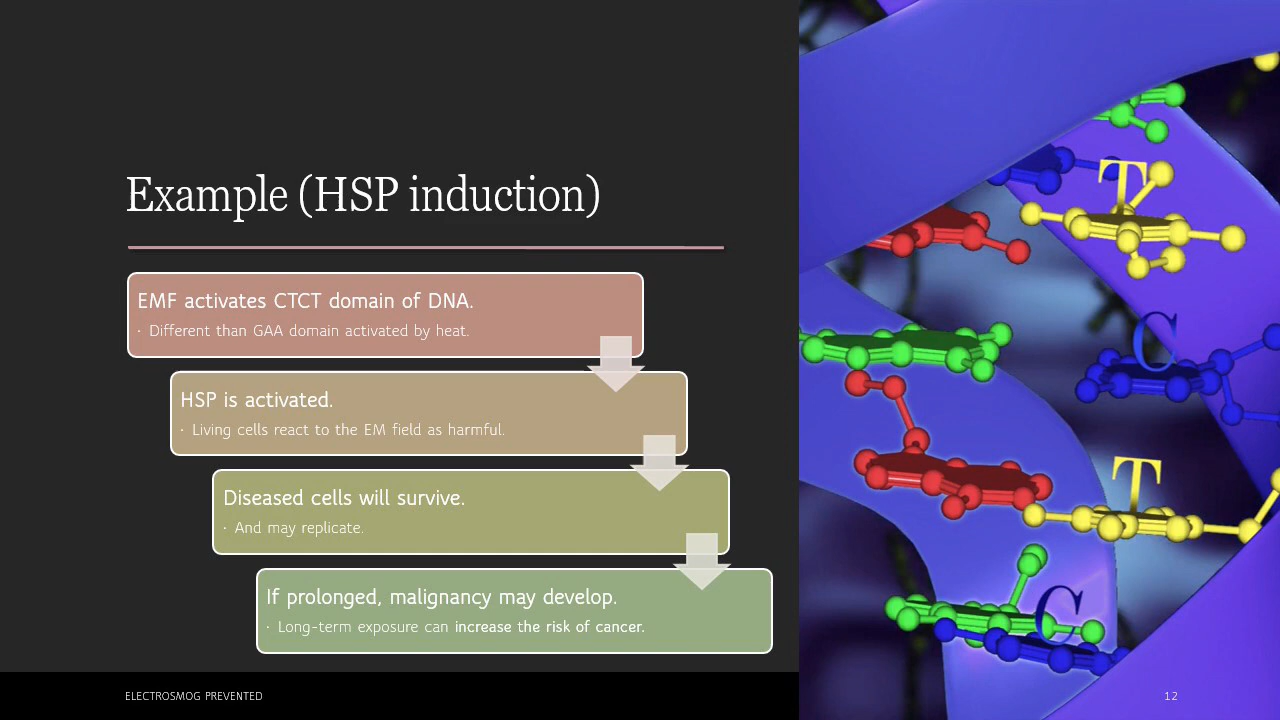 Example (HSP induction)
EMF activates CTCT domain of DNA.
• Different than GAA domain activated by heat.
HSP is activated.
• Living cells react to the EM field as harmful.
Diseased cells will survive.
• And may replicate.
If prolonged, malignancy may develop.
• Long-term exposure can increase the risk of cancer.
T
C
T
C
ELECTROSMOG PREVENTED
12